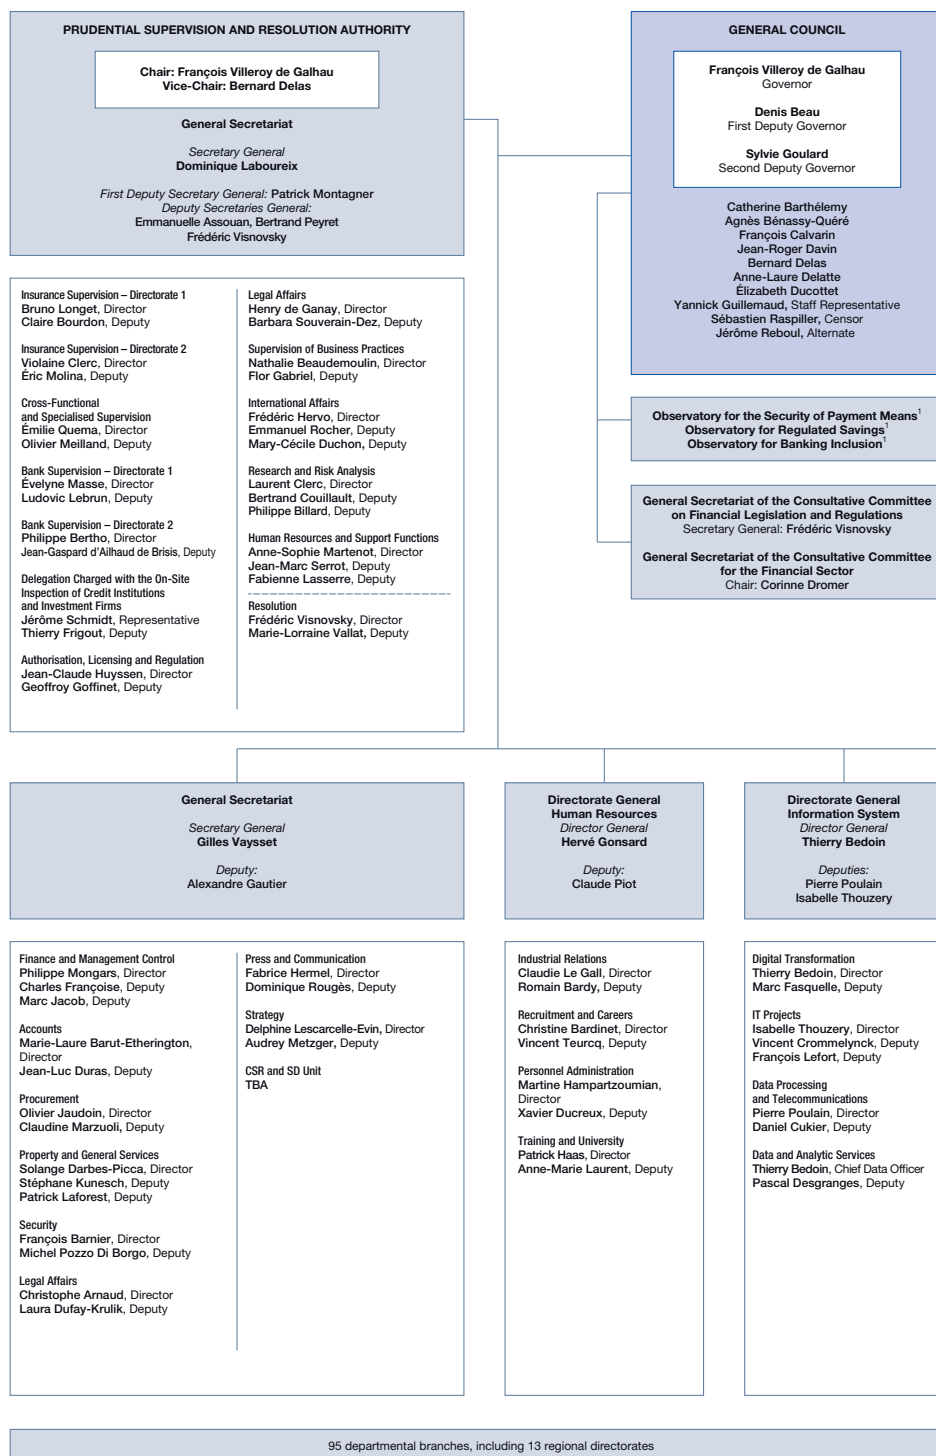 PRUDENTIAL SUPERVISION AND RESOLUTION AUTHORITY
Chair: François Villeroy de Galhau
Vice-Chair: Bernard Delas
General Secretariat
Secretary General
Dominique Laboureix
First Deputy Secretary General: Patrick Montagner
Deputy Secretaries General:
Emmanuelle Assouan, Bertrand Peyret
Frédéric Visnovsky
GENERAL COUNCIL
François Villeroy de Galhau
Governor
Denis Beau
First Deputy Governor
Sylvie Goulard
Second Deputy Governor
Catherine Barthélemy
Agnès Bénassy-Quéré
François Calvarin
Jean-Roger Davin
Bernard Delas
Anne-Laure Delatte
Élizabeth Ducottet
Yannick Guillemaud, Staff Representative
Sébastien Raspiller, Censor
Jérôme Reboul, Alternate
Insurance Supervision – Directorate 1
Bruno Longet, Director
Claire Bourdon, Deputy
Insurance Supervision – Directorate 2
Violaine Clerc, Director
Éric Molina, Deputy
Cross-Functional
and Specialised Supervision
Émilie Quema, Director
Olivier Meilland, Deputy
Bank Supervision – Directorate 1
Évelyne Masse, Director
Ludovic Lebrun, Deputy
Bank Supervision – Directorate 2
Philippe Bertho, Director
Jean-Gaspard d'Ailhaud de Brisis, Deputy
Delegation Charged with the On-Site
Inspection of Credit Institutions
and Investment Firms
Jérôme Schmidt, Representative
Thierry Frigout, Deputy
Authorisation, Licensing and Regulation
Jean-Claude Huyssen, Director
Geoffroy Goffinet, Deputy
Legal Affairs
Henry de Ganay, Director
Barbara Souverain-Dez, Deputy
Supervision of Business Practices
Nathalie Beaudemoulin, Director
Flor Gabriel, Deputy
International Affairs
Frédéric Hervo, Director
Emmanuel Rocher, Deputy
Mary-Cécile Duchon, Deputy
Research and Risk Analysis
Laurent Clerc, Director
Bertrand Couillault, Deputy
Philippe Billard, Deputy
Human Resources and Support Functions
Anne-Sophie Martenot, Director
Jean-Marc Serrot, Deputy
Fabienne Lasserre, Deputy
Resolution
Frédéric Visnovsky, Director
Marie-Lorraine Vallat, Deputy
Observatory for the Security of Payment Means1
Observatory for Regulated Savings1
Observatory for Banking Inclusion1
General Secretariat of the Consultative Committee
on Financial Legislation and Regulations
Secretary General: Frédéric Visnovsky
General Secretariat of the Consultative Committee
for the Financial Sector
Chair: Corinne Dromer
General Secretariat
Secretary General
Gilles Vaysset
Deputy:
Alexandre Gautier
Directorate General
Human Resources
Director General
Hervé Gonsard
Deputy:
Claude Piot
Directorate General
Information System
Director General
Thierry Bedoin
Deputies:
Pierre Poulain
Isabelle Thouzery
Finance and Management Control
Philippe Mongars, Director
Charles Françoise, Deputy
Marc Jacob, Deputy
Accounts
Marie-Laure Barut-Etherington,
Director
Jean-Luc Duras, Deputy
Procurement
Olivier Jaudoin, Director
Claudine Marzuoli, Deputy
Property and General Services
Solange Darbes-Picca, Director
Stéphane Kunesch, Deputy
Patrick Laforest, Deputy
Security
François Barnier, Director
Michel Pozzo Di Borgo, Deputy
Legal Affairs
Christophe Arnaud, Director
Laura Dufay-Krulik, Deputy
Press and Communication
Fabrice Hermel, Director
Dominique Rougès, Deputy
Strategy
Delphine Lescarcelle-Evin, Director
Audrey Metzger, Deputy
CSR and SD Unit
TBA
Industrial Relations
Claudie Le Gall, Director
Romain Bardy, Deputy
Recruitment and Careers
Christine Bardinet, Director
Vincent Teurcq, Deputy
Personnel Administration
Martine Hampartzoumian,
Director
Xavier Ducreux, Deputy
Training and University
Patrick Haas, Director
Anne-Marie Laurent, Deputy
Digital Transformation
Thierry Bedoin, Director
Marc Fasquelle, Deputy
IT Projects
Isabelle Thouzery, Director
Vincent Crommelynck, Deputy
François Lefort, Deputy
Data Processing
and Telecommunications
Pierre Poulain, Director
Daniel Cukier, Deputy
Data and Analytic Services
Thierry Bedoin, Chief Data Officer
Pascal Desgranges, Deputy
95 departmental branches, including 13 regional directorates